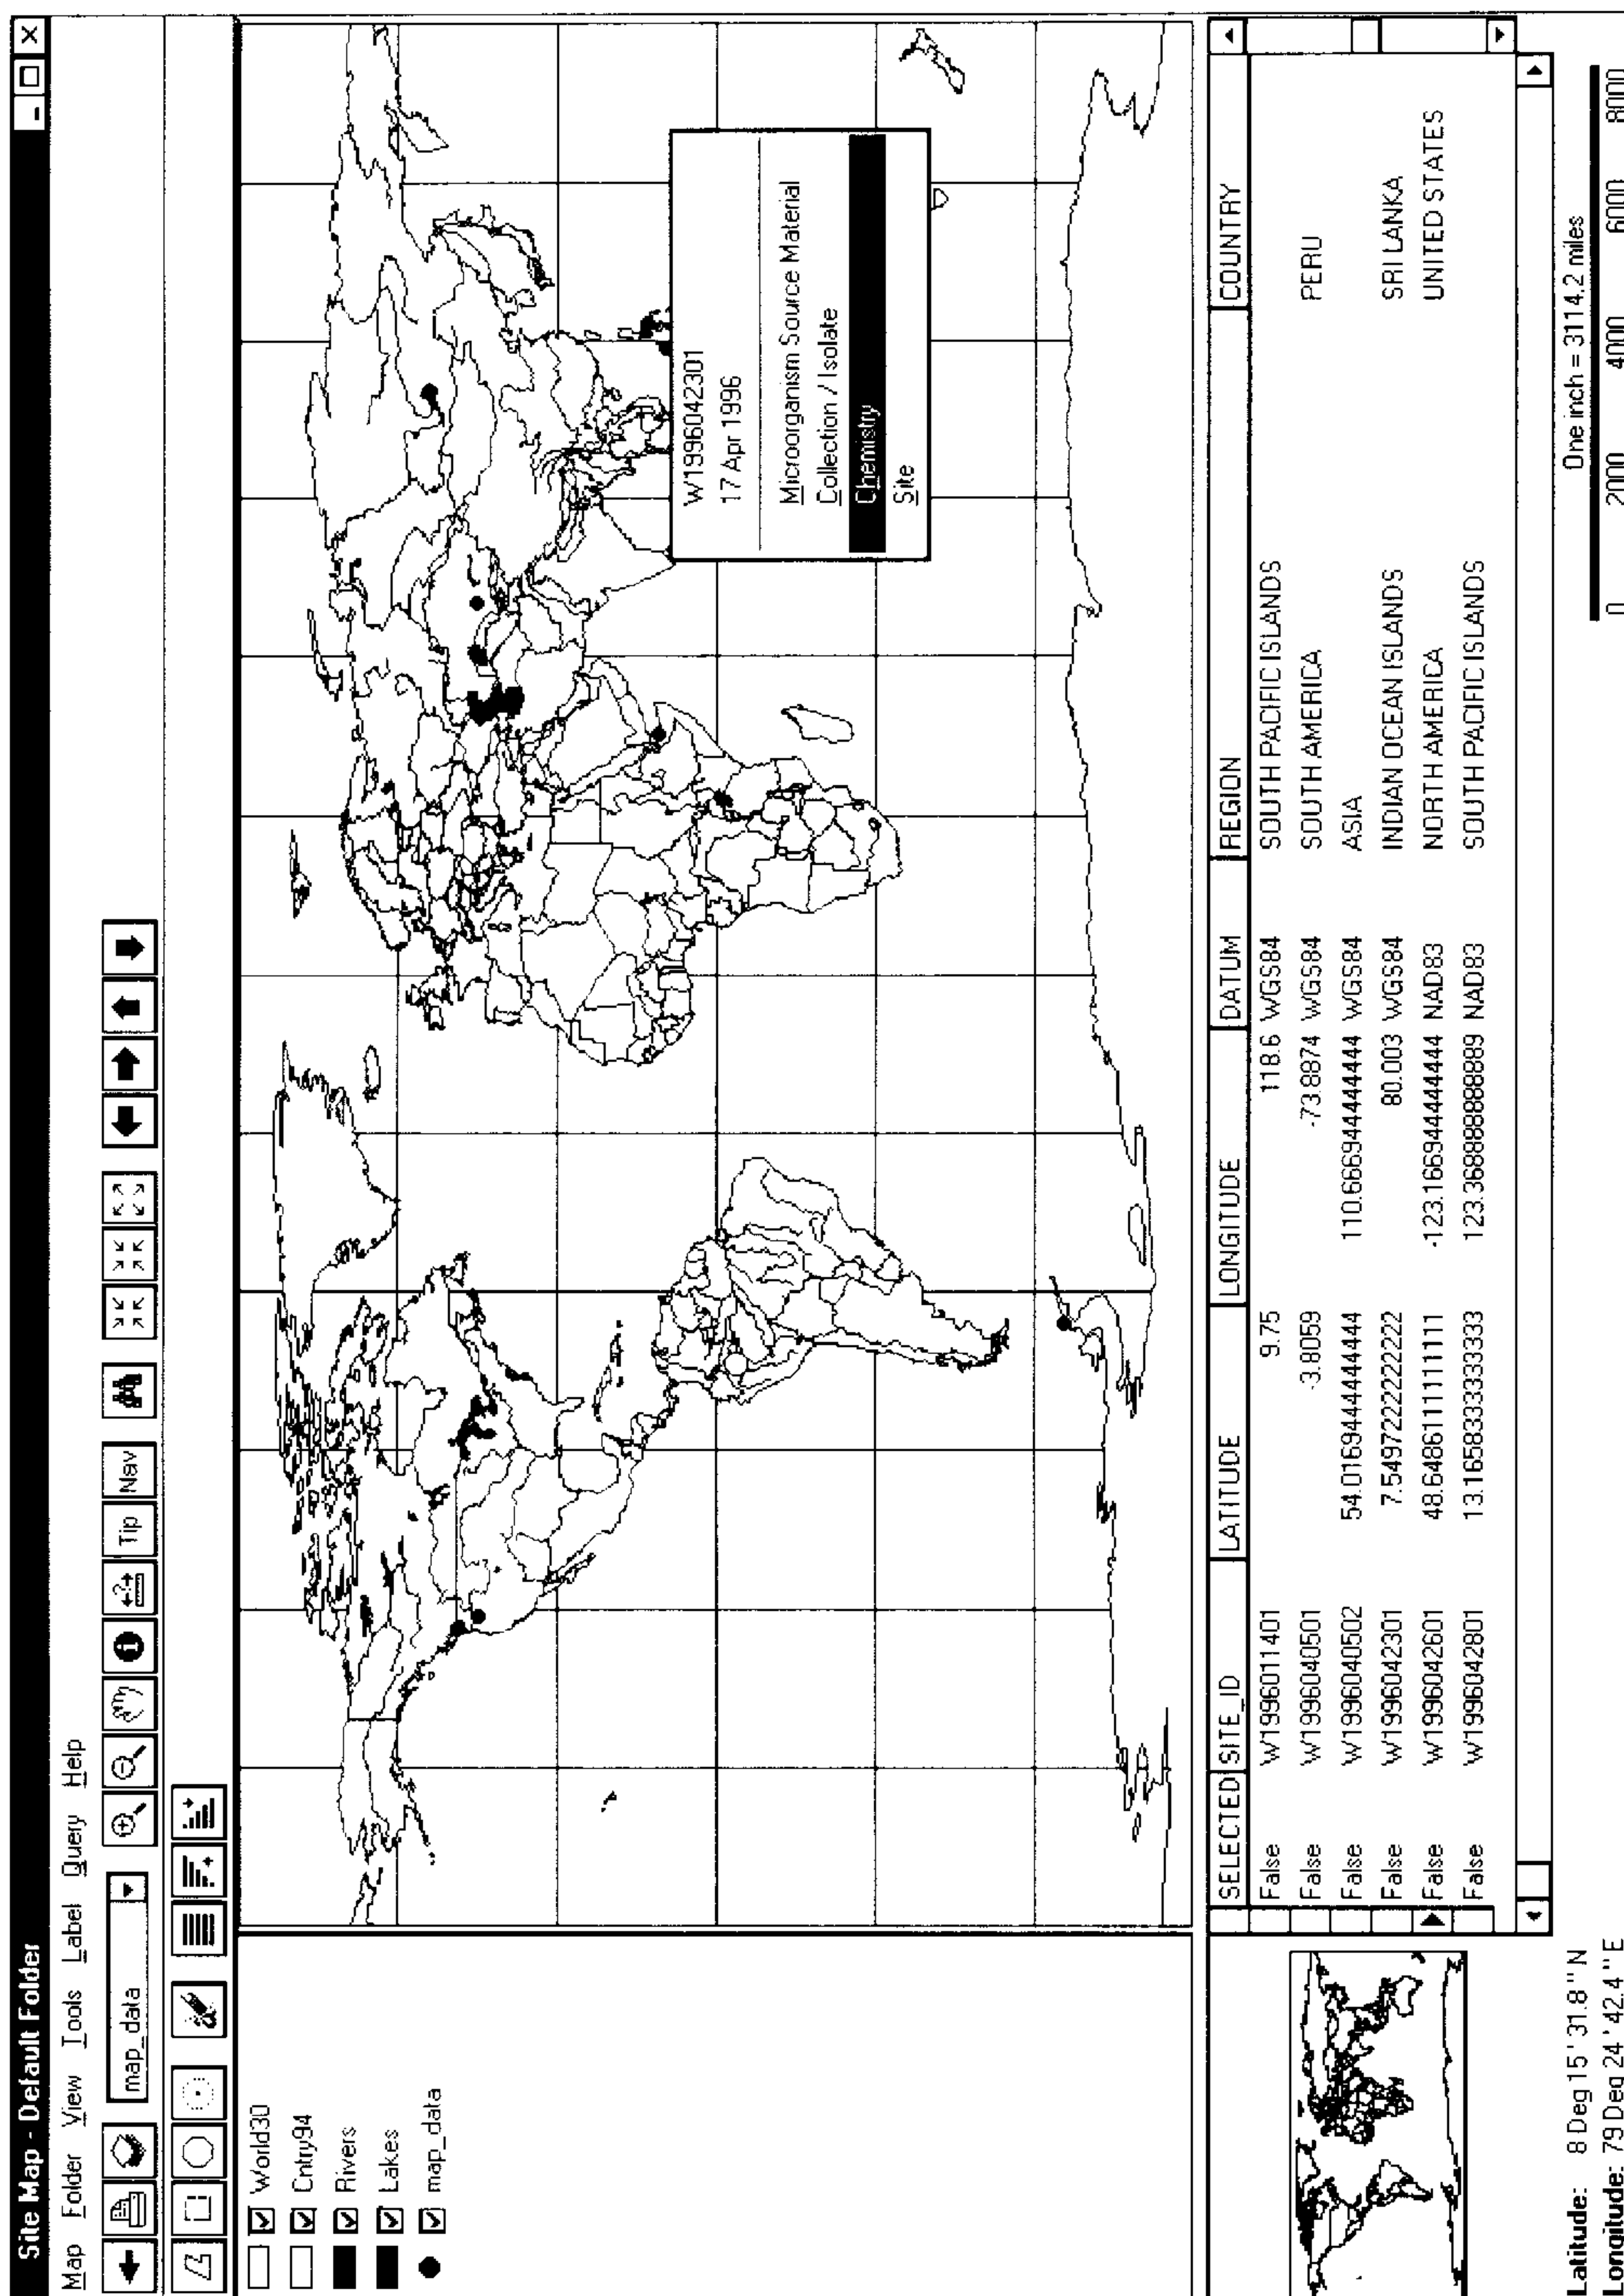 Site Map - Default Folder
Map Folder View Tools Label Query Help
map_data Tip Nav
World30
Cntry94
Rivers
Lakes
map_data
W1996042301
17 Apr 1996
Microorganism Source Material
Collection / Isolate
Chemistry
Site
SELECTED SITE_ID LATITUDE LONGITUDE DATUM REGION COUNTRY
False W1996011401 9.75 118.6 WGS84 SOUTH PACIFIC ISLANDS
False W1996040501 -3.8059 -73.8874 WGS84 SOUTH AMERICA PERU
False W1996040502 54.0169444444444 110.666944444444 WGS84 ASIA
False W1996042301 7.54972222222222 80.003 WGS84 INDIAN OCEAN ISLANDS SRI LANKA
False W1996042601 48.6486111111111 -123.166944444444 NAD83 NORTH AMERICA UNITED STATES
False W1996042801 13.1165833333333 123.368888888889 NAD83 SOUTH PACIFIC ISLANDS
Latitude: 8 Deg 15 ' 31.8 " N
Longitude: 79 Deg 24 ' 42.4 " E
One inch = 3114.2 miles
0 2000 4000 6000 8000